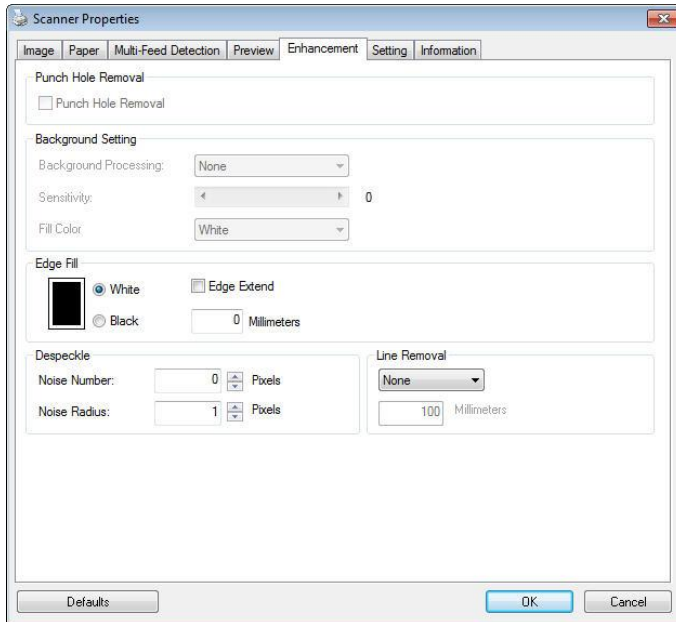 Scanner Properties
Image Paper Multi-Feed Detection Preview Enhancement Setting Information
Punch Hole Removal
Punch Hole Removal
Background Setting
Background Processing: None
Sensitivity: 0
Fill Color White
Edge Fill
White Edge Extend
Black 0 Millimeters
Despeckle
Noise Number: 0 Pixels
Noise Radius: 1 Pixels
Line Removal
None
100 Millimeters
Defaults OK Cancel